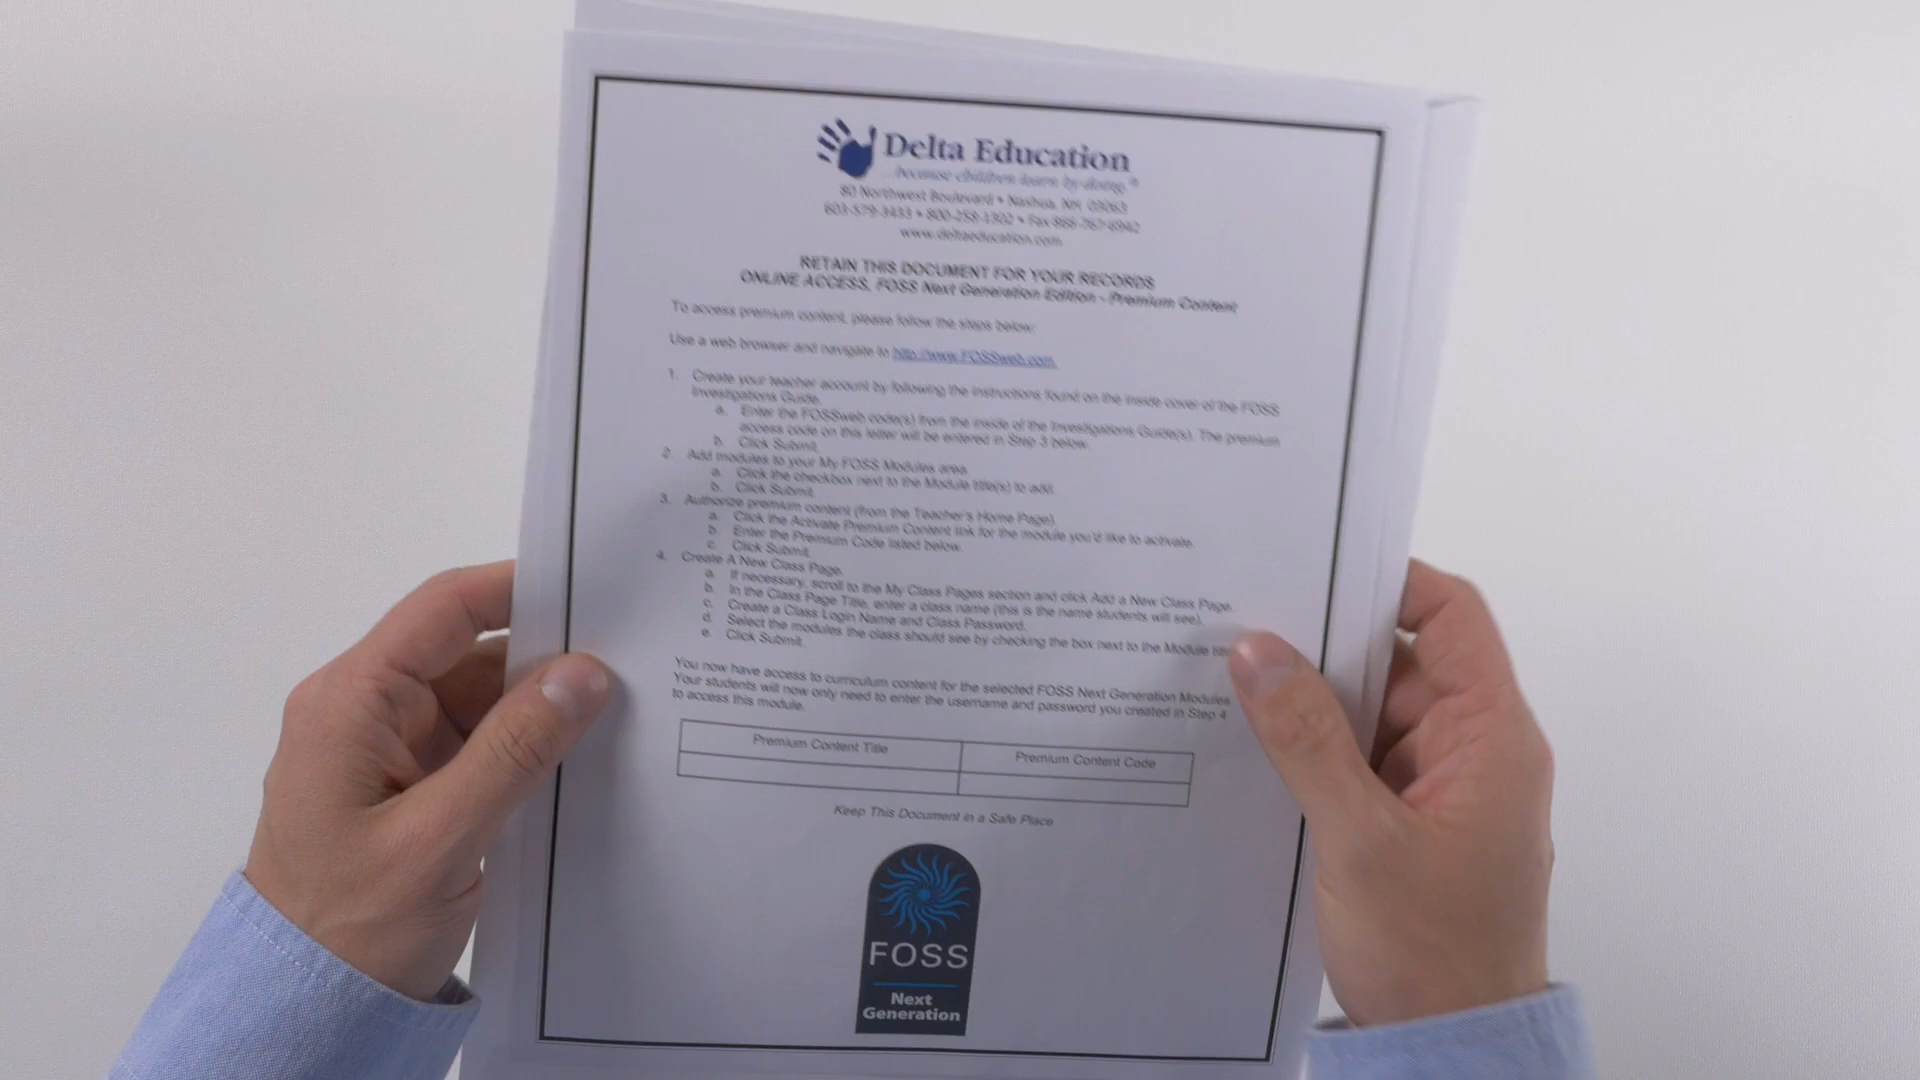 Delta Education
...because children learn by doing.®
80 Northwest Boulevard • Nashua, NH 03063
603-579-3433 • 800-258-1302 • Fax 866-767-6942
www.deltaeducation.com
RETAIN THIS DOCUMENT FOR YOUR RECORDS
ONLINE ACCESS, FOSS Next Generation Edition - Premium Content
To access premium content, please follow the steps below:
Use a web browser and navigate to http://www.FOSSweb.com.
1. Create your teacher account by following the instructions found on the inside cover of the FOSS
Investigations Guide.
a. Enter the FOSSweb code(s) from the inside of the Investigations Guide(s). The premium
access code on this letter will be entered in Step 3 below.
b. Click Submit.
2. Add modules to your My FOSS Modules area.
a. Click the checkbox next to the Module title(s) to add.
b. Click Submit.
3. Authorize premium content (from the Teacher's Home Page)
a. Click the Activate Premium Content link for the module you'd like to activate.
b. Enter the Premium Code listed below.
c. Click Submit.
4. Create A New Class Page.
a. If necessary, scroll to the My Class Pages section and click Add a New Class Page.
b. In the Class Page Title, enter a class name (this is the name students will see).
c. Create a Class Login Name and Class Password.
d. Select the modules the class should see by checking the box next to the Module
e. Click Submit.
You now have access to curriculum content for the selected FOSS Next Generation Modules.
Your students will now only need to enter the username and password you created in Step 4
to access this module.
Premium Content Title Premium Content Code
Keep This Document in a Safe Place
FOSS
Next
Generation